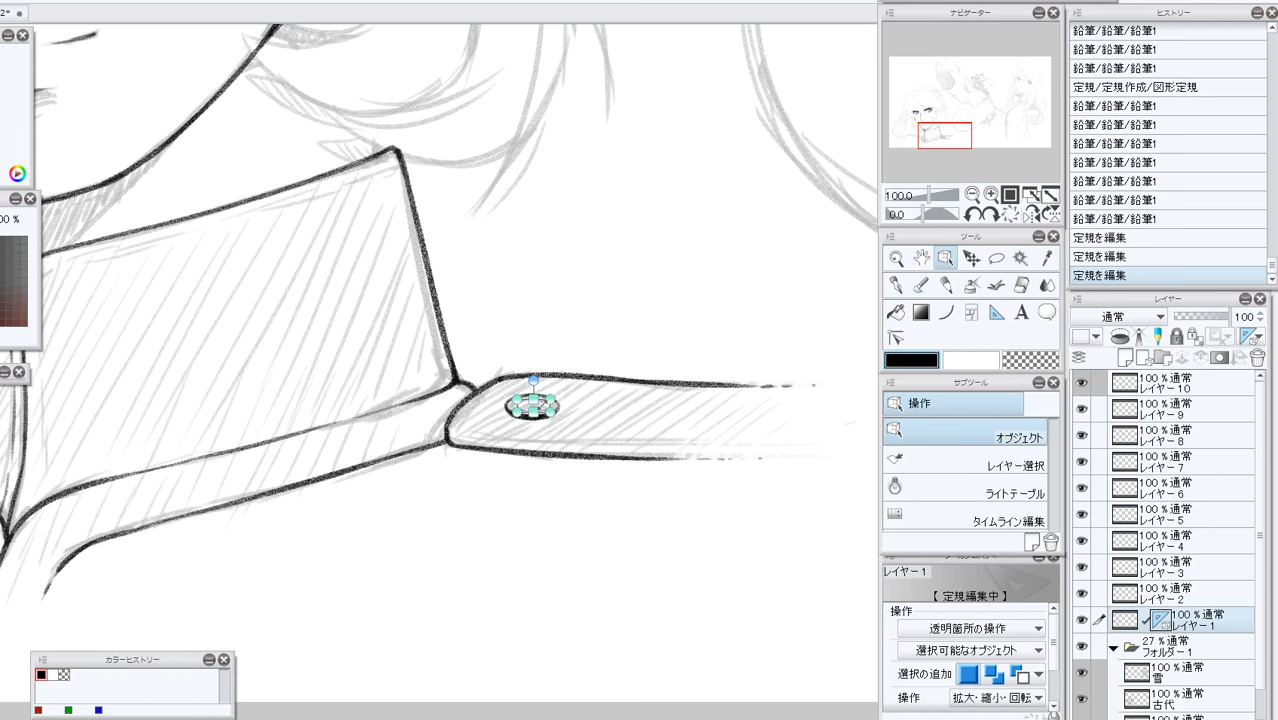 2* ●
ナビゲーター
100.0
0.0
ツール
サブツール
操作
オブジェクト
レイヤー選択
ライトテーブル
タイムライン編集
レイヤー1
【 定規編集中 】
操作
透明箇所の操作
選択可能なオブジェクト
選択の追加
操作
拡大・縮小・回転
ヒストリー
鉛筆/鉛筆/鉛筆1
鉛筆/鉛筆/鉛筆1
鉛筆/鉛筆/鉛筆1
定規/定規作成/図形定規
鉛筆/鉛筆/鉛筆1
鉛筆/鉛筆/鉛筆1
鉛筆/鉛筆/鉛筆1
鉛筆/鉛筆/鉛筆1
鉛筆/鉛筆/鉛筆1
鉛筆/鉛筆/鉛筆1
鉛筆/鉛筆/鉛筆1
定規を編集
定規を編集
定規を編集
レイヤー
通常
100
100 %通常
レイヤー10
100 %通常
レイヤー9
100 %通常
レイヤー8
100 %通常
レイヤー7
100 %通常
レイヤー6
100 %通常
レイヤー5
100 %通常
レイヤー4
100 %通常
レイヤー3
100 %通常
レイヤー2
100 %通常
レイヤー1
27 %通常
フォルダー1
100 %通常
雪
100 %通常
古代
00 %
カラーヒストリー